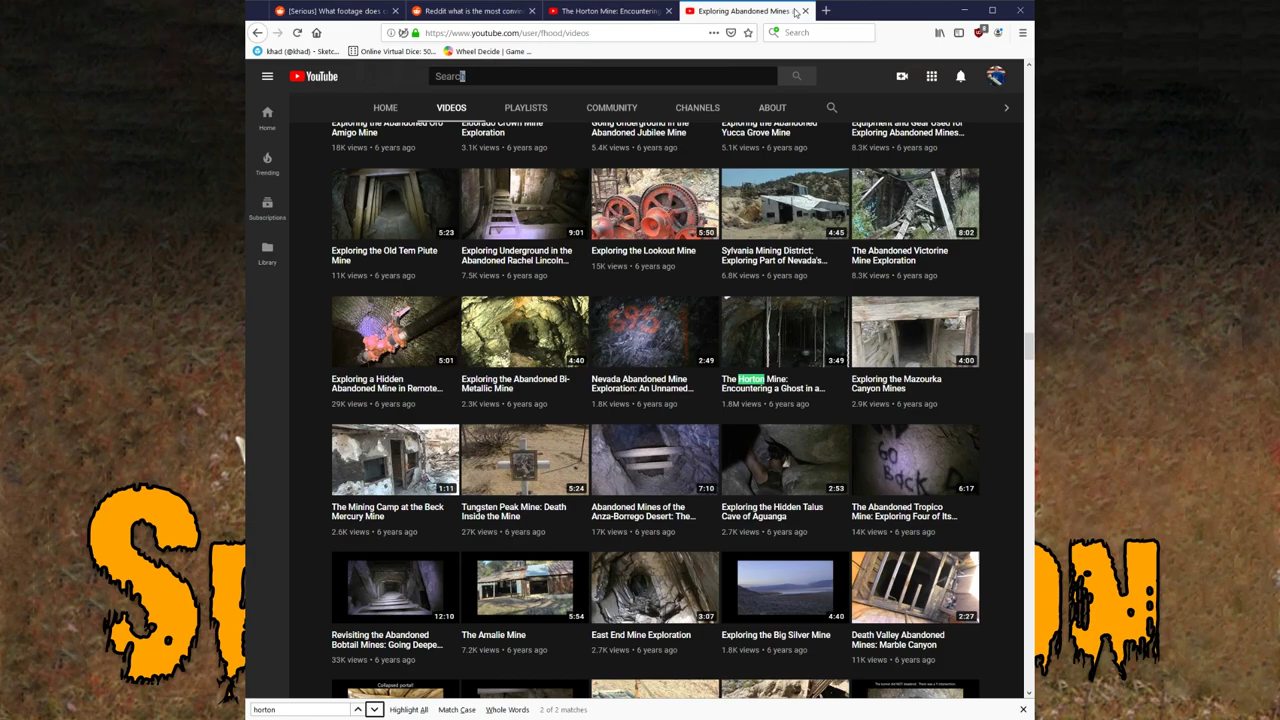 [Serious] What footage does c
Reddit what is the most convin
The Horton Mine: Encountering
Exploring Abandoned Mines
https://www.youtube.com/user/fhood/videos
Search
khad (@khad) - Sketc...
Online Virtual Dice: 50...
Wheel Decide | Game ...
YouTube
Search
HOME
VIDEOS
PLAYLISTS
COMMUNITY
CHANNELS
ABOUT
Home
Trending
Subscriptions
Library
Exploring the Abandoned Oro
Amigo Mine
18K views • 6 years ago
Eldorado Crown Mine
Exploration
3.1K views • 6 years ago
Going Underground in the
Abandoned Jubilee Mine
5.4K views • 6 years ago
Exploring the Abandoned
Yucca Grove Mine
5.1K views • 6 years ago
Equipment and Gear Used for
Exploring Abandoned Mines...
8.3K views • 6 years ago
5:23
Exploring the Old Tem Piute
Mine
11K views • 6 years ago
9:01
Exploring Underground in the
Abandoned Rachel Lincoln...
7.5K views • 6 years ago
5:50
Exploring the Lookout Mine
15K views • 6 years ago
4:45
Sylvania Mining District:
Exploring Part of Nevada's...
6.8K views • 6 years ago
8:02
The Abandoned Victorine
Mine Exploration
8.3K views • 6 years ago
5:01
Exploring a Hidden
Abandoned Mine in Remote...
29K views • 6 years ago
4:40
Exploring the Abandoned Bi-
Metallic Mine
2.3K views • 6 years ago
695
2:49
Nevada Abandoned Mine
Exploration: An Unnamed...
1.8K views • 6 years ago
3:49
The Horton Mine:
Encountering a Ghost in a...
1.8M views • 6 years ago
4:00
Exploring the Mazourka
Canyon Mines
2.9K views • 6 years ago
1:11
The Mining Camp at the Beck
Mercury Mine
2.6K views • 6 years ago
5:24
Tungsten Peak Mine: Death
Inside the Mine
27K views • 6 years ago
7:10
Abandoned Mines of the
Anza-Borrego Desert: The...
17K views • 6 years ago
2:53
Exploring the Hidden Talus
Cave of Aguanga
2.7K views • 6 years ago
GO
Back
6:17
The Abandoned Tropico
Mine: Exploring Four of Its...
14K views • 6 years ago
12:10
Revisiting the Abandoned
Bobtail Mines: Going Deepe...
33K views • 6 years ago
5:54
The Amalie Mine
7.2K views • 6 years ago
3:07
East End Mine Exploration
2.7K views • 6 years ago
4:40
Exploring the Big Silver Mine
1.8K views • 6 years ago
2:27
Death Valley Abandoned
Mines: Marble Canyon
11K views • 6 years ago
Collapsed portal!
horton
Highlight All
Match Case
Whole Words
2 of 2 matches